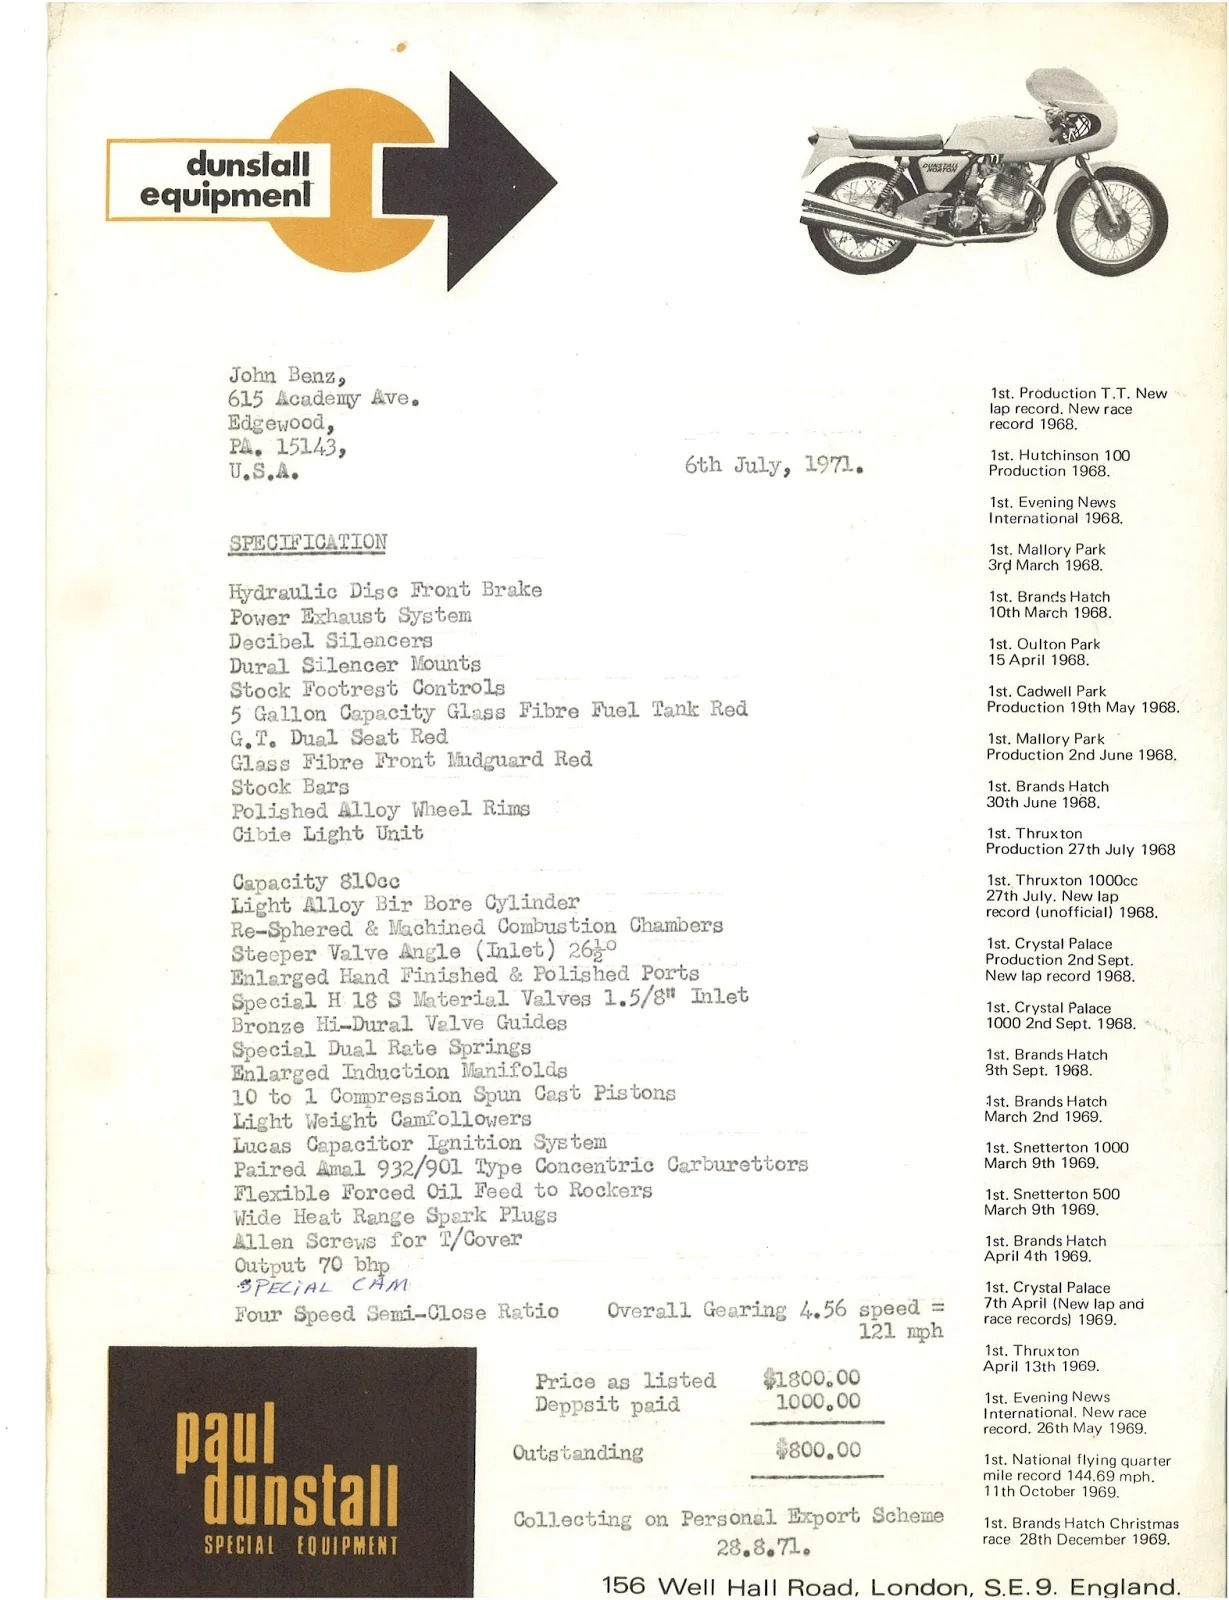 dunstall
equipment
DUNSTALL
NORTON
John Benz,
615 Academy Ave.
Edgewood,
PA. 15143,
U.S.A.
6th July, 1971.
SPECIFICATION
Hydraulic Disc Front Brake
Power Exhaust System
Decibel Silencers
Dural Silencer Mounts
Stock Footrest Controls
5 Gallon Capacity Glass Fibre Fuel Tank Red
G.T. Dual Seat Red
Glass Fibre Front Mudguard Red
Stock Bars
Polished Alloy Wheel Rims
Cibie Light Unit
Capacity 810cc
Light Alloy Bir Bore Cylinder
Re-Sphered & Machined Combustion Chambers
Steeper Valve Angle (Inlet) 26½°
Enlarged Hand Finished & Polished Ports
Special H 18 S Material Valves 1.5/8" Inlet
Bronze Hi-Dural Valve Guides
Special Dual Rate Springs
Enlarged Induction Manifolds
10 to 1 Compression Spun Cast Pistons
Light Weight Camfollowers
Lucas Capacitor Ignition System
Paired Amal 932/901 Type Concentric Carburettors
Flexible Forced Oil Feed to Rockers
Wide Heat Range Spark Plugs
Allen Screws for T/Cover
Output 70 bhp
SPECIAL CAM
Four Speed Semi-Close Ratio Overall Gearing 4.56 speed =
121 mph
Price as listed $1800.00
Deppsit paid 1000.00
Outstanding $800.00
Collecting on Personal Export Scheme
28.8.71.
1st. Production T.T. New
lap record. New race
record 1968.
1st. Hutchinson 100
Production 1968.
1st. Evening News
International 1968.
1st. Mallory Park
3rd March 1968.
1st. Brands Hatch
10th March 1968.
1st. Oulton Park
15 April 1968.
1st. Cadwell Park
Production 19th May 1968.
1st. Mallory Park
Production 2nd June 1968.
1st. Brands Hatch
30th June 1968.
1st. Thruxton
Production 27th July 1968
1st. Thruxton 1000cc
27th July. New lap
record (unofficial) 1968.
1st. Crystal Palace
Production 2nd Sept.
New lap record 1968.
1st. Crystal Palace
1000 2nd Sept. 1968.
1st. Brands Hatch
8th Sept. 1968.
1st. Brands Hatch
March 2nd 1969.
1st. Snetterton 1000
March 9th 1969.
1st. Snetterton 500
March 9th 1969.
1st. Brands Hatch
April 4th 1969.
1st. Crystal Palace
7th April (New lap and
race records) 1969.
1st. Thruxton
April 13th 1969.
1st. Evening News
International. New race
record. 26th May 1969.
1st. National flying quarter
mile record 144.69 mph.
11th October 1969.
1st. Brands Hatch Christmas
race 28th December 1969.
paul
dunstall
SPECIAL EQUIPMENT
156 Well Hall Road, London, S.E.9. England.